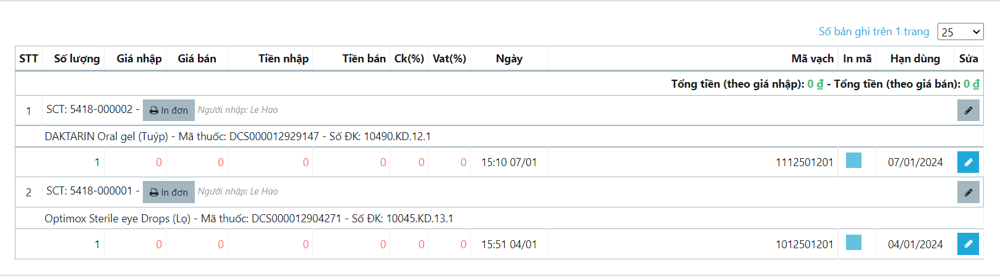 Số bản ghi trên 1 trang 25
STT Số lượng Giá nhập Giá bán Tiền nhập Tiền bán Ck(%) Vat(%) Ngày Mã vạch In mã Hạn dùng Sửa
Tổng tiền (theo giá nhập): 0 ₫ - Tổng tiền (theo giá bán): 0 ₫
1 SCT: 5418-000002 - In đơn Người nhập: Le Hao
DAKTARIN Oral gel (Tuýp) - Mã thuốc: DCS000012929147 - Số ĐK: 10490.KD.12.1
1 0 0 0 0 0 0 15:10 07/01 1112501201 07/01/2024
2 SCT: 5418-000001 - In đơn Người nhập: Le Hao
Optimox Sterile eye Drops (Lọ) - Mã thuốc: DCS000012904271 - Số ĐK: 10045.KD.13.1
1 0 0 0 0 0 0 15:51 04/01 1012501201 04/01/2024